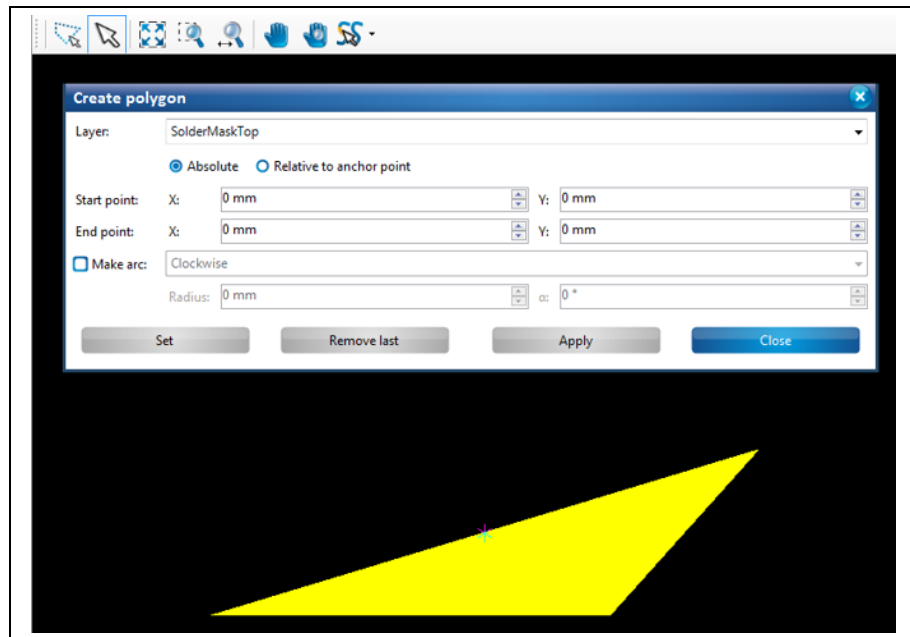 Create polygon
Layer: SolderMaskTop
Absolute Relative to anchor point
Start point: X: 0 mm Y: 0 mm
End point: X: 0 mm Y: 0 mm
Make arc: Clockwise
Radius: 0 mm α: 0 °
Set Remove last Apply Close